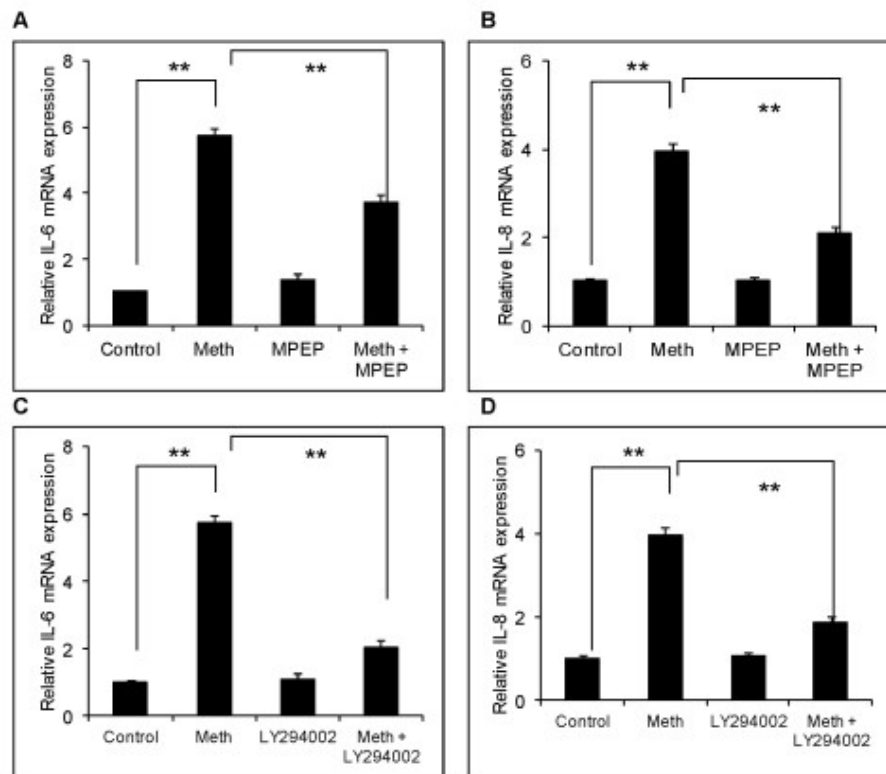 A
Relative IL-6 mRNA expression
8
6
4
2
0
**
**
Control
Meth
MPEP
Meth +
MPEP
B
Relative IL-8 mRNA expression
6
4
2
0
**
**
Control
Meth
MPEP
Meth +
MPEP
C
Relative IL-6 mRNA expression
8
6
4
2
0
**
**
Control
Meth
LY294002
Meth +
LY294002
D
Relative IL-8 mRNA expression
6
4
2
0
**
**
Control
Meth
LY294002
Meth +
LY294002